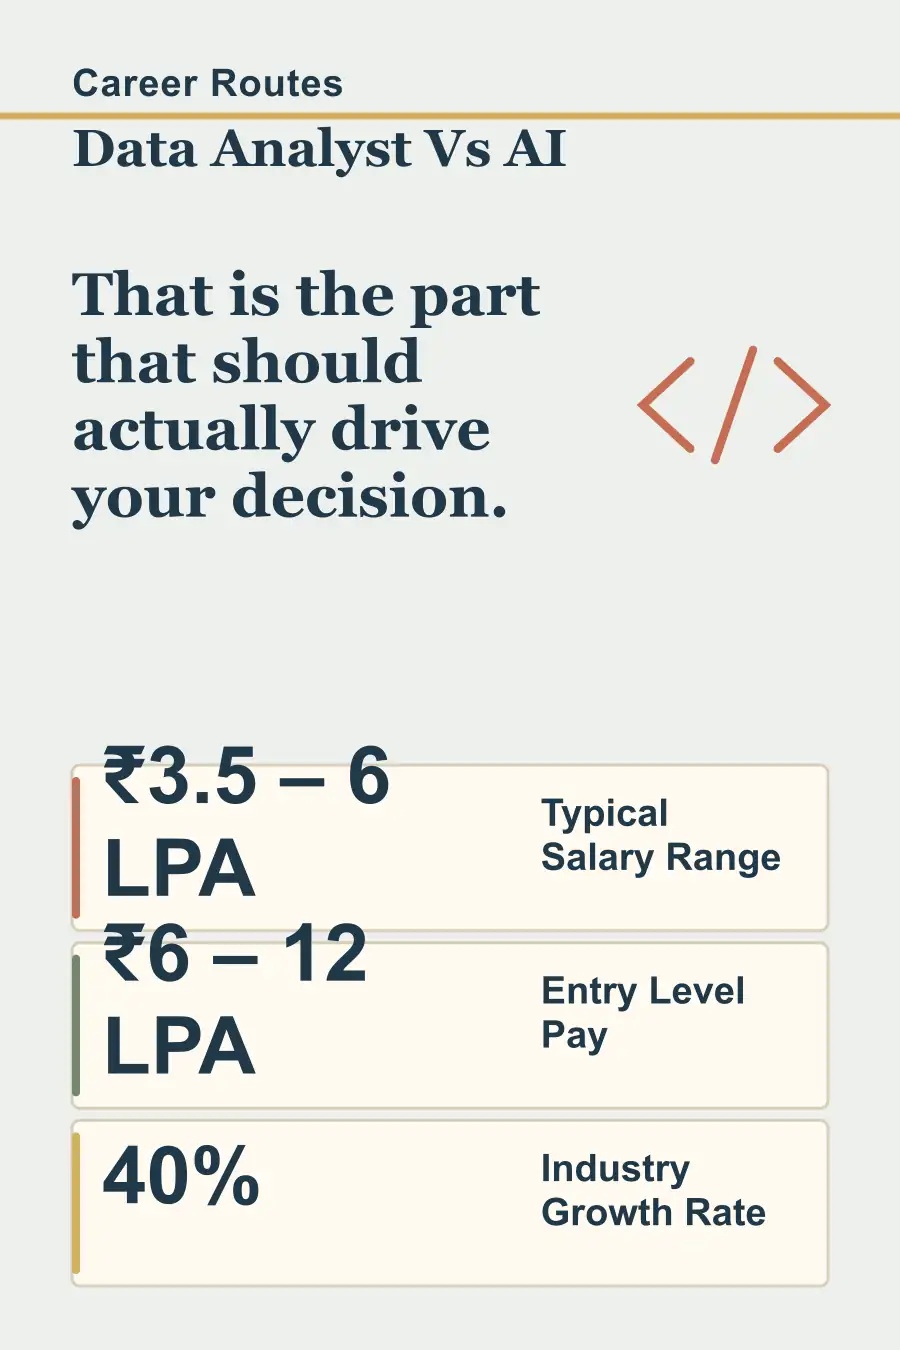 Career Routes
Data Analyst Vs AI
That is the part
that should
actually drive
your decision.
₹3.5 – 6
LPA
Typical
Salary Range
₹6 – 12
LPA
Entry Level
Pay
40%
Industry
Growth Rate